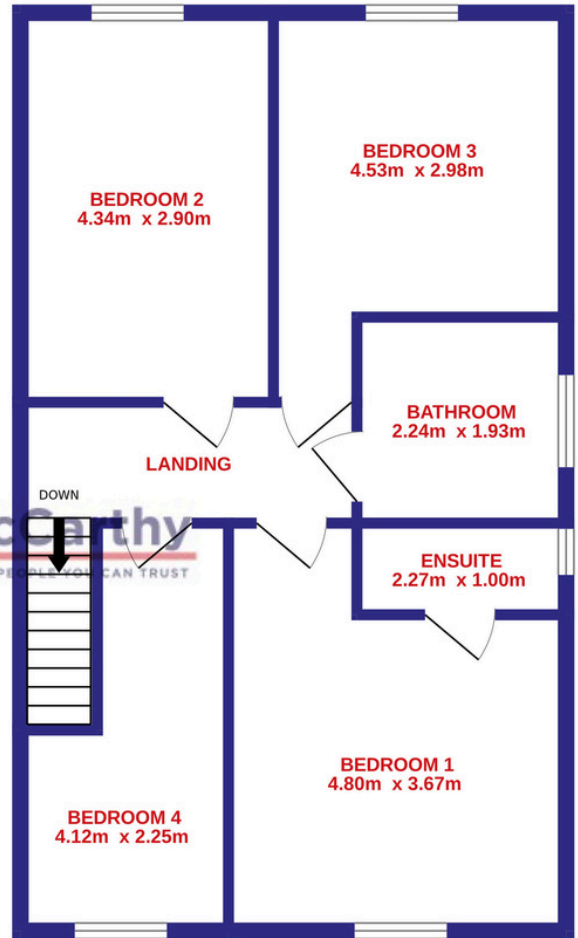 BEDROOM 2
4.34m x 2.90m
BEDROOM 3
4.53m x 2.98m
BATHROOM
2.24m x 1.93m
LANDING
DOWN
cCarthy
PEOPLE YOU CAN TRUST
ENSUITE
2.27m x 1.00m
BEDROOM 1
4.80m x 3.67m
BEDROOM 4
4.12m x 2.25m